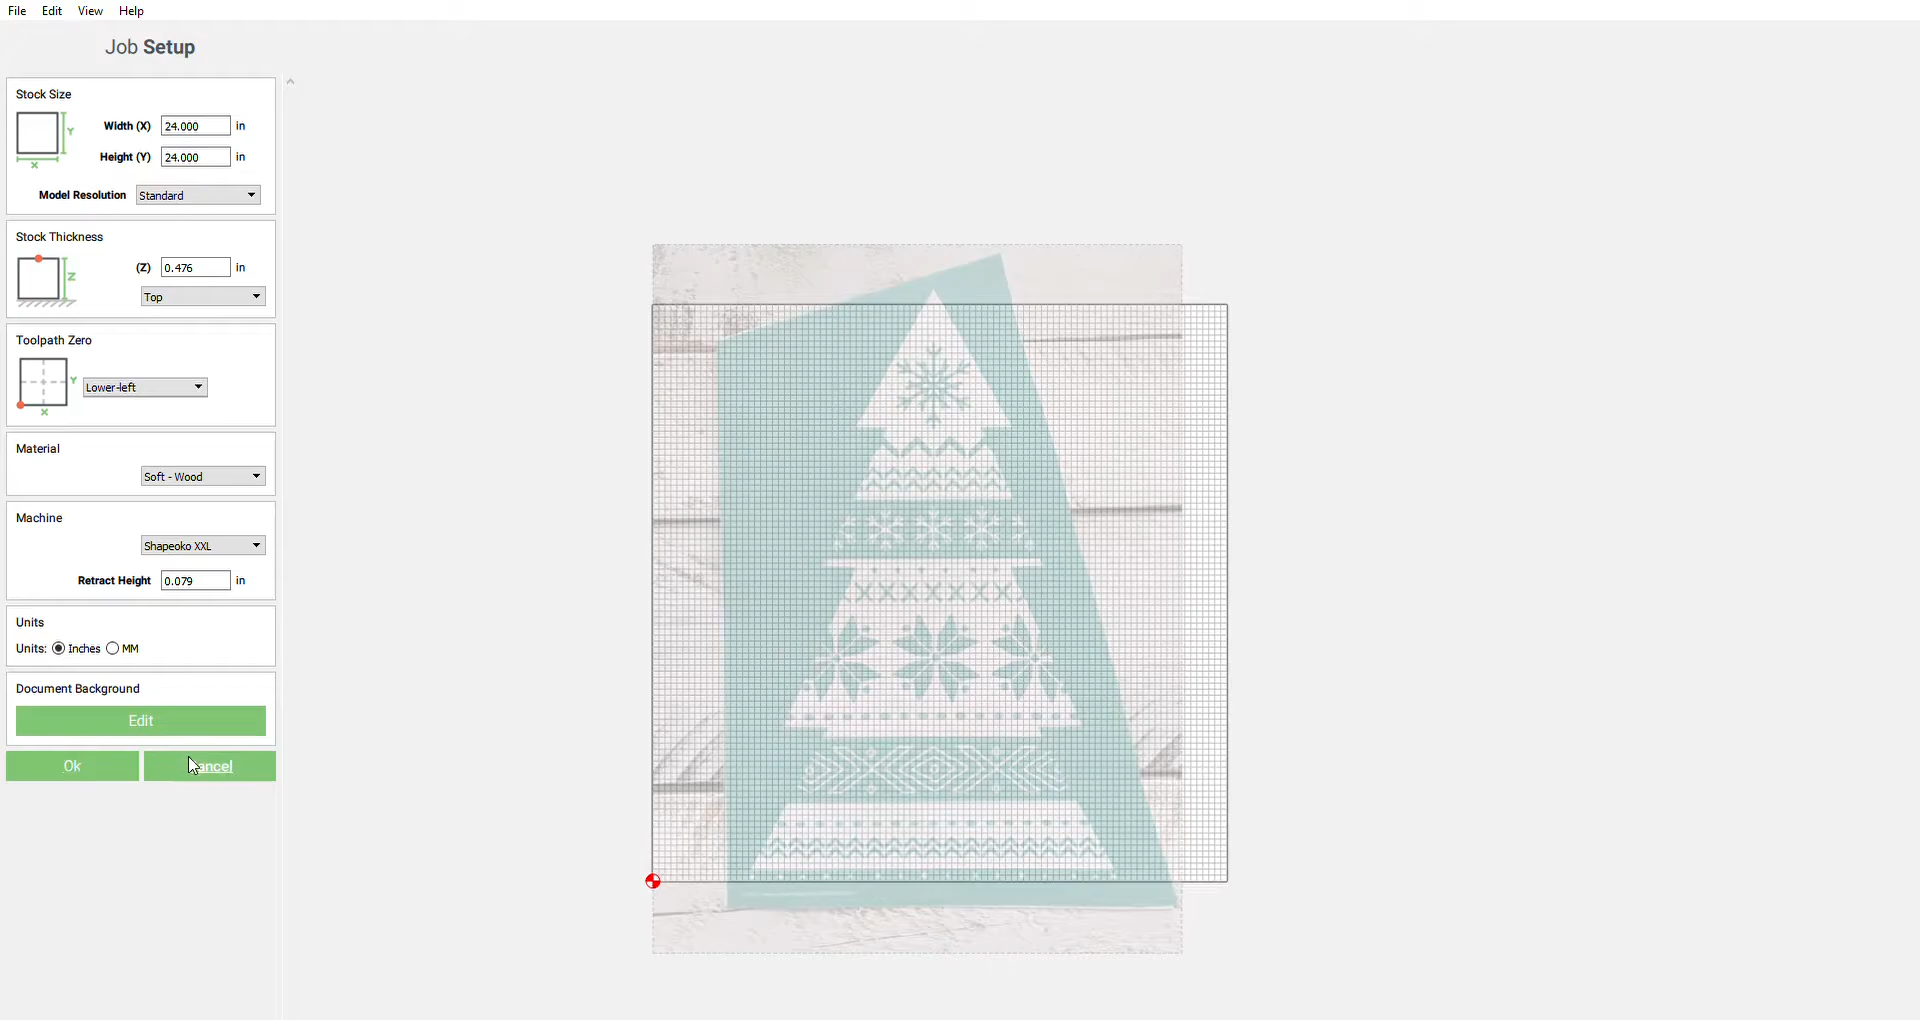 File Edit View Help
Job Setup
Stock Size
Y
X
Width (X) 24.000 in
Height (Y) 24.000 in
Model Resolution Standard
Stock Thickness
Z
(Z) 0.476 in
Top
Toolpath Zero
Y
X
Lower-left
Material
Soft - Wood
Machine
Shapeoko XXL
Retract Height 0.079 in
Units
Units: Inches MM
Document Background
Edit
Ok Cancel